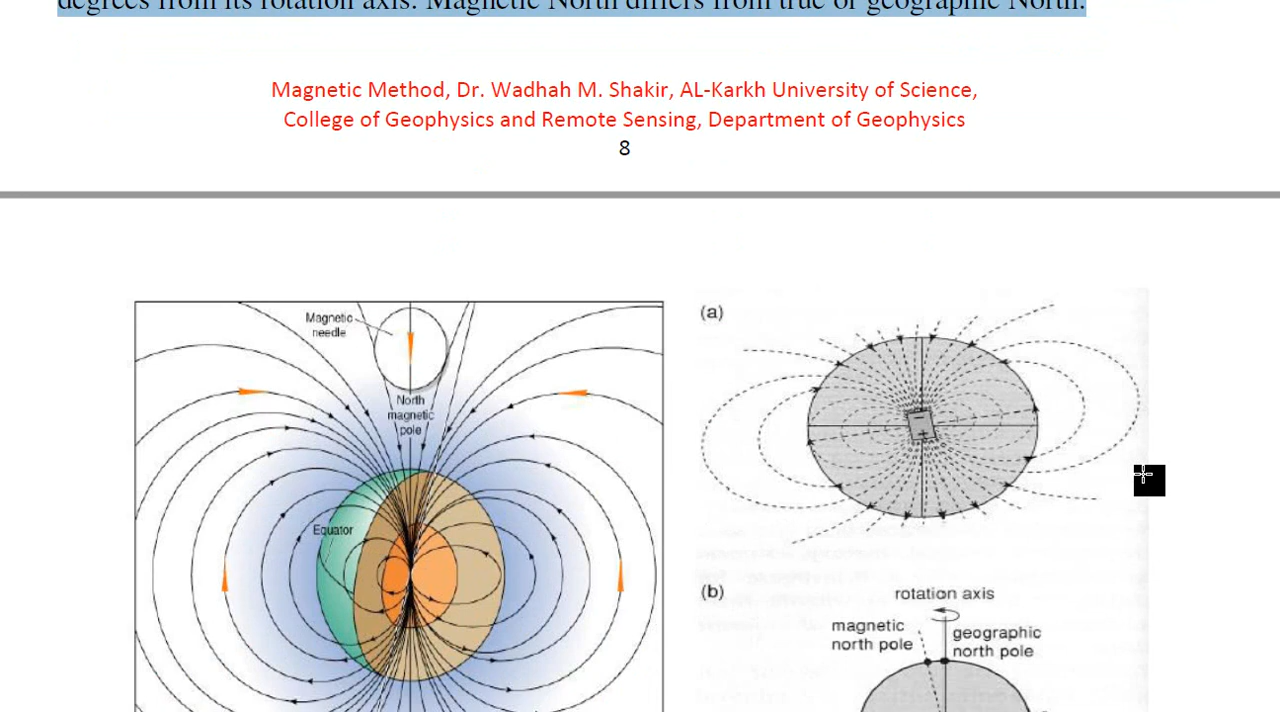 degrees from its rotation axis. Magnetic North differs from true or geographic North.
Magnetic Method, Dr. Wadhah M. Shakir, AL-Karkh University of Science,
College of Geophysics and Remote Sensing, Department of Geophysics
8
Magnetic
needle
North
magnetic
pole
Equator
(a)
(b)
rotation axis
magnetic
north pole
geographic
north pole